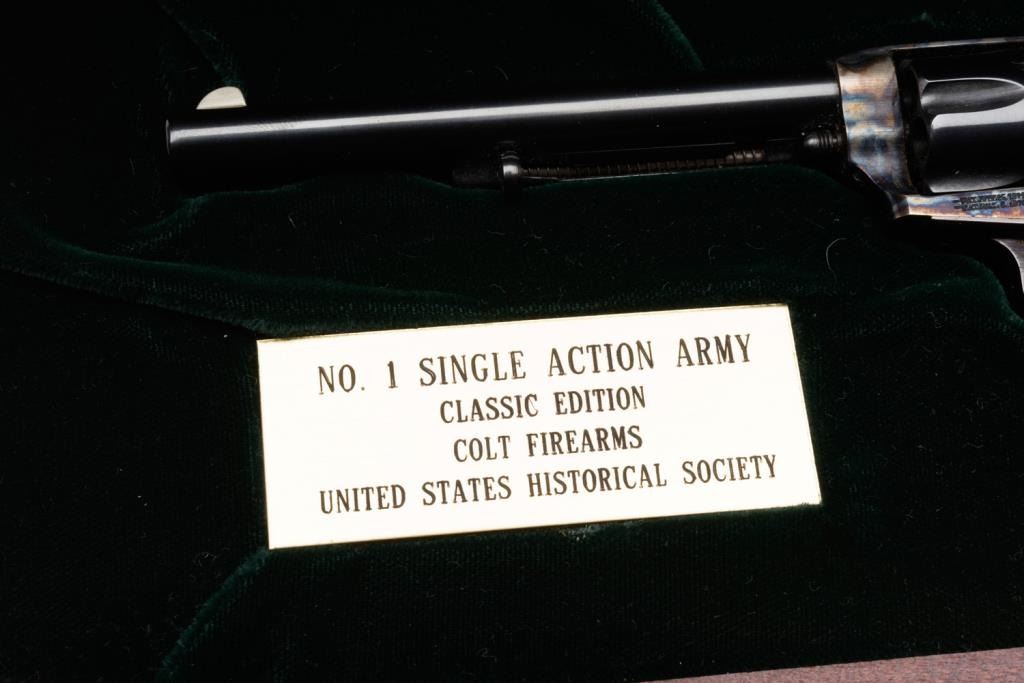 NO. 1 SINGLE ACTION ARMY
CLASSIC EDITION
COLT FIREARMS
UNITED STATES HISTORICAL SOCIETY